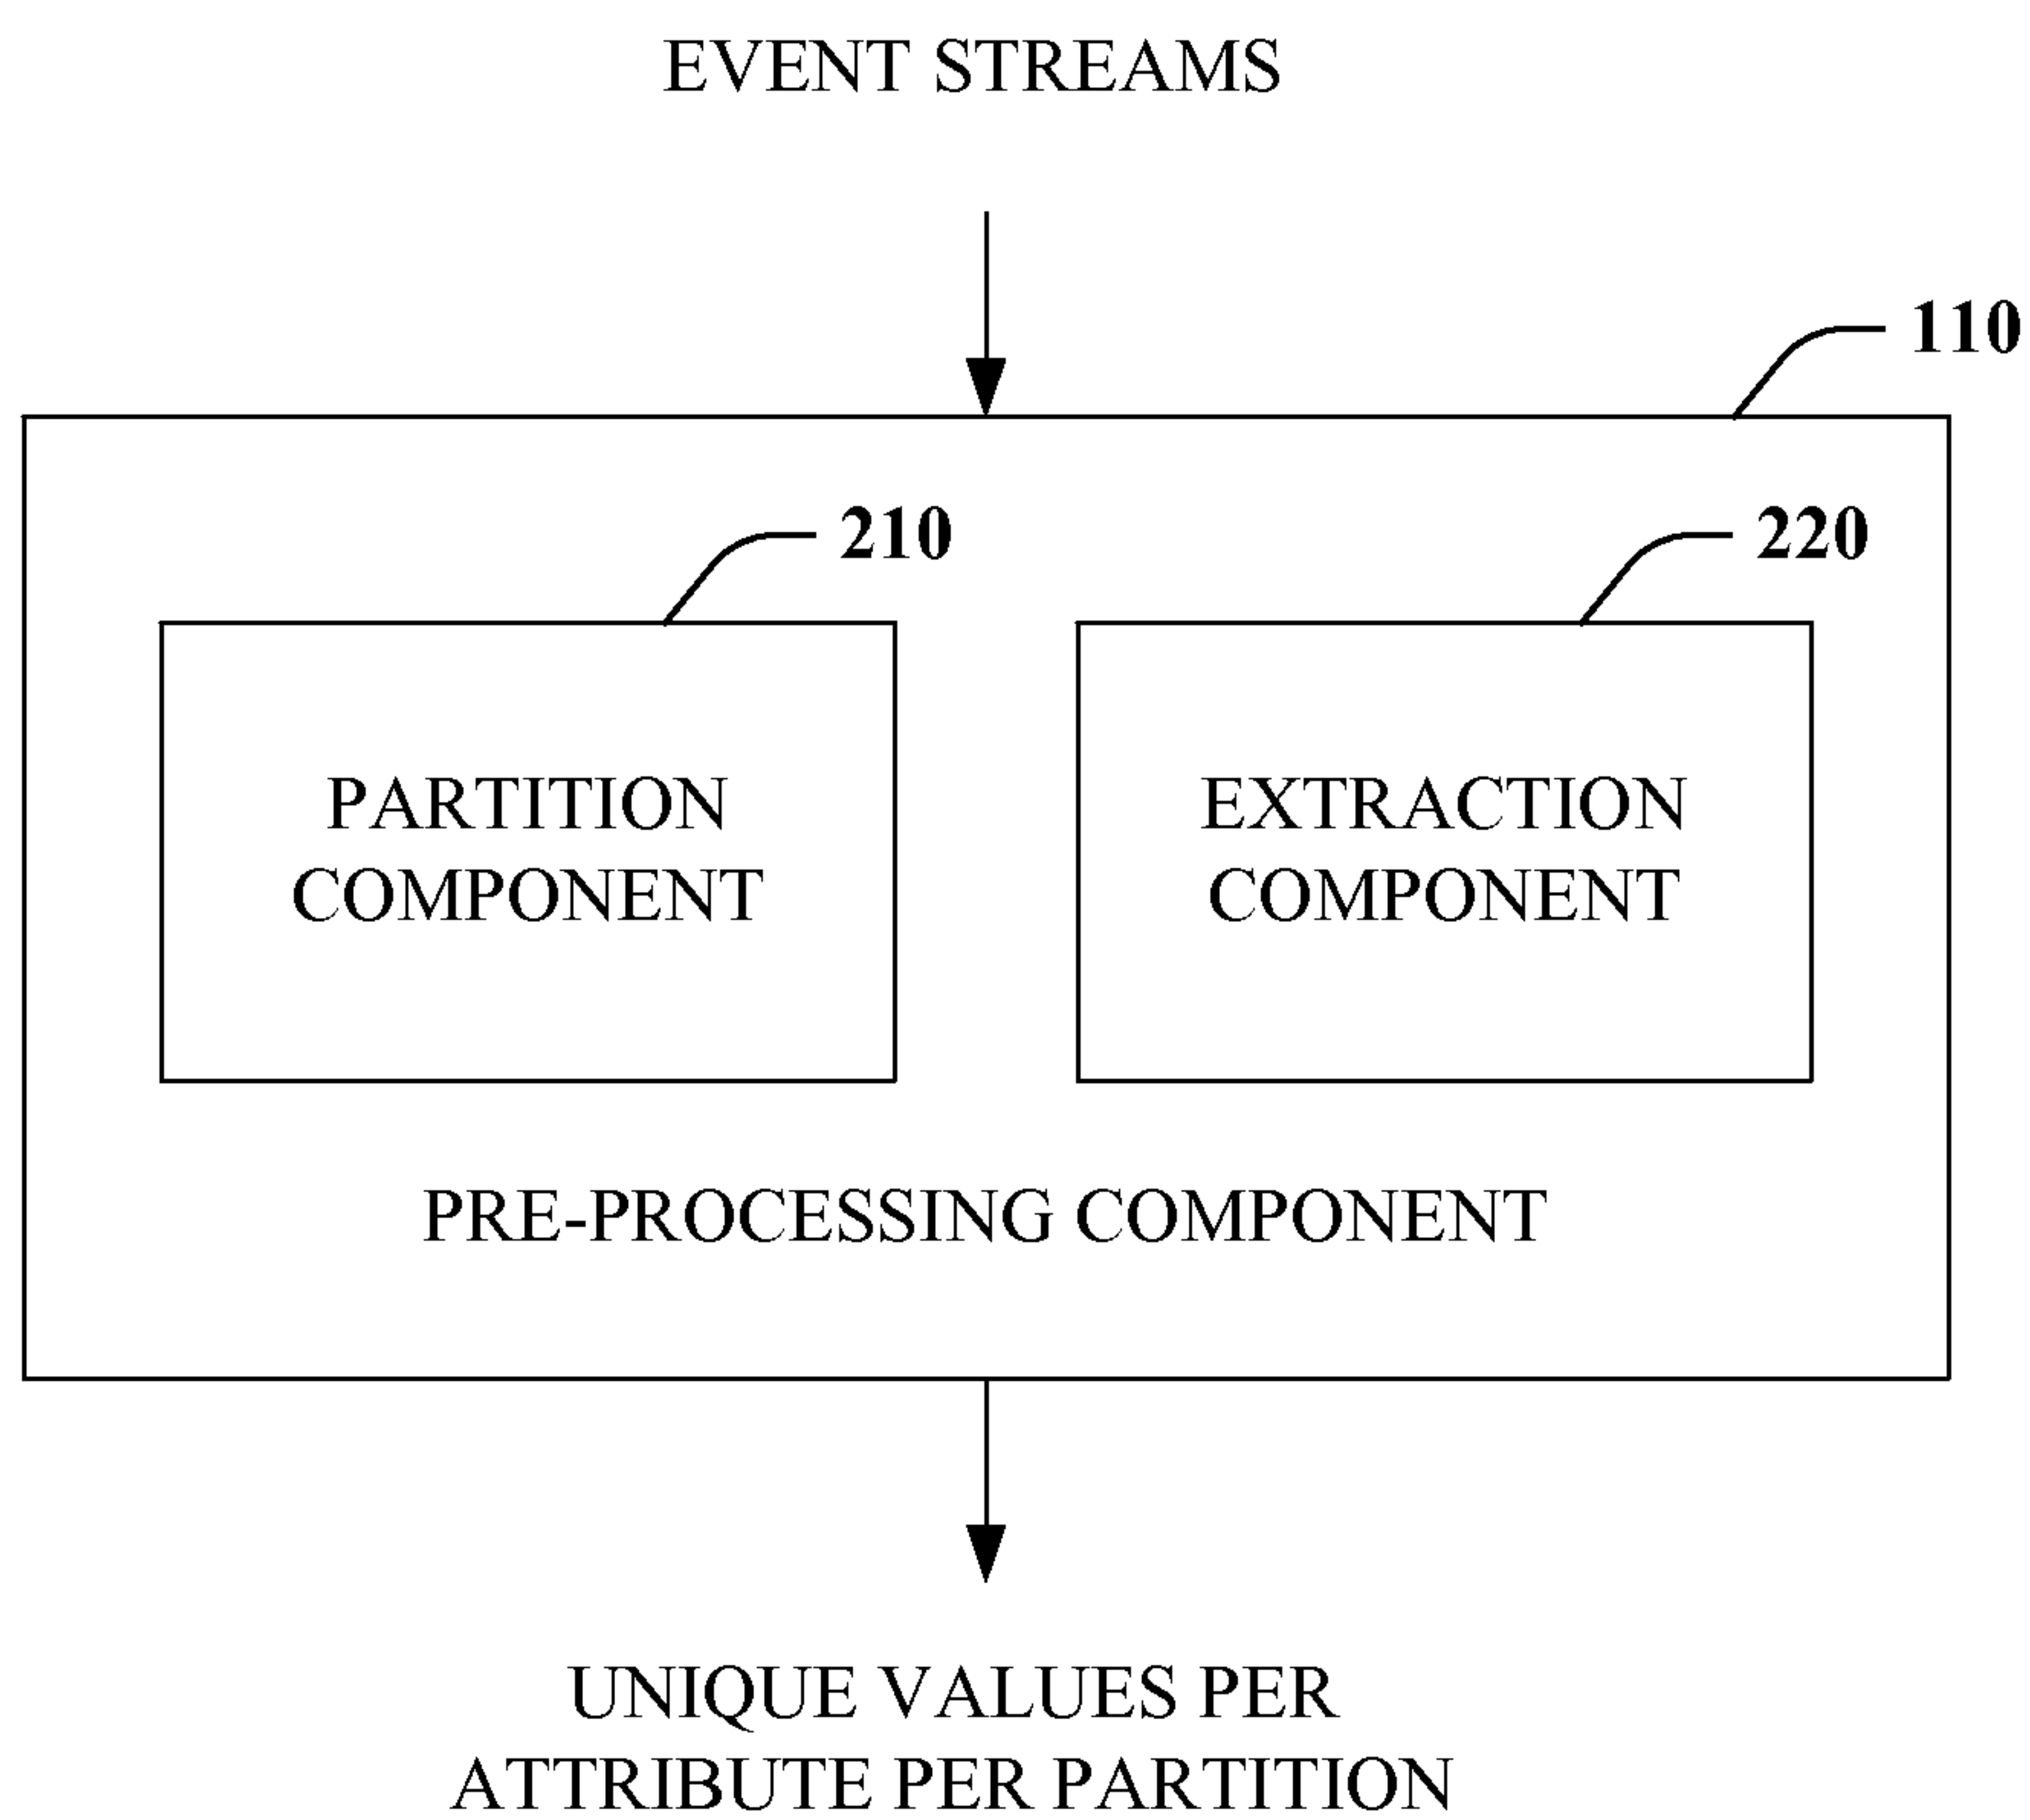 EVENT STREAMS
110
210
220
PARTITION
COMPONENT
EXTRACTION
COMPONENT
PRE-PROCESSING COMPONENT
UNIQUE VALUES PER
ATTRIBUTE PER PARTITION